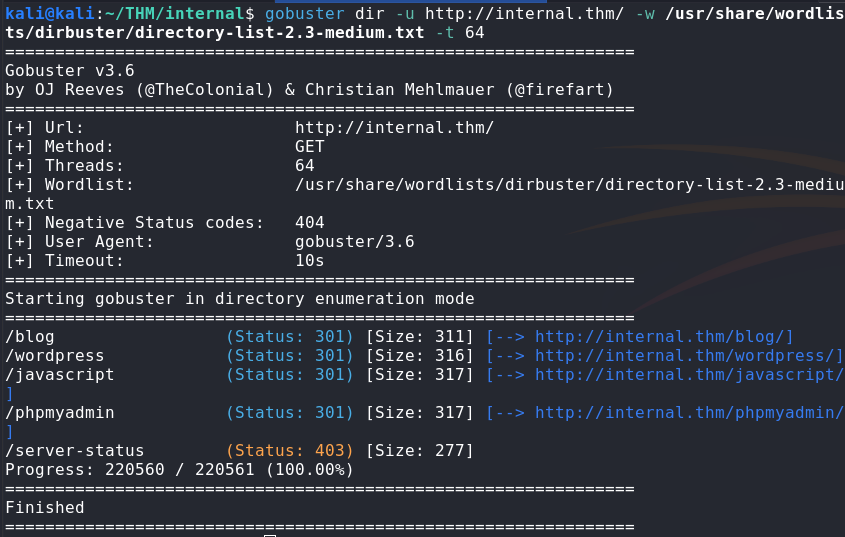 kali@kali:~/THM/internal$ gobuster dir -u http://internal.thm/ -w /usr/share/wordlis
ts/dirbuster/directory-list-2.3-medium.txt -t 64
===============================================================
Gobuster v3.6
by OJ Reeves (@TheColonial) & Christian Mehlmauer (@firefart)
===============================================================
[+] Url:                     http://internal.thm/
[+] Method:                  GET
[+] Threads:                 64
[+] Wordlist:                /usr/share/wordlists/dirbuster/directory-list-2.3-mediu
m.txt
[+] Negative Status codes:   404
[+] User Agent:              gobuster/3.6
[+] Timeout:                 10s
===============================================================
Starting gobuster in directory enumeration mode
===============================================================
/blog                 (Status: 301) [Size: 311] [--> http://internal.thm/blog/]
/wordpress            (Status: 301) [Size: 316] [--> http://internal.thm/wordpress/]
/javascript           (Status: 301) [Size: 317] [--> http://internal.thm/javascript/
]
/phpmyadmin           (Status: 301) [Size: 317] [--> http://internal.thm/phpmyadmin/
]
/server-status        (Status: 403) [Size: 277]
Progress: 220560 / 220561 (100.00%)
===============================================================
Finished
===============================================================